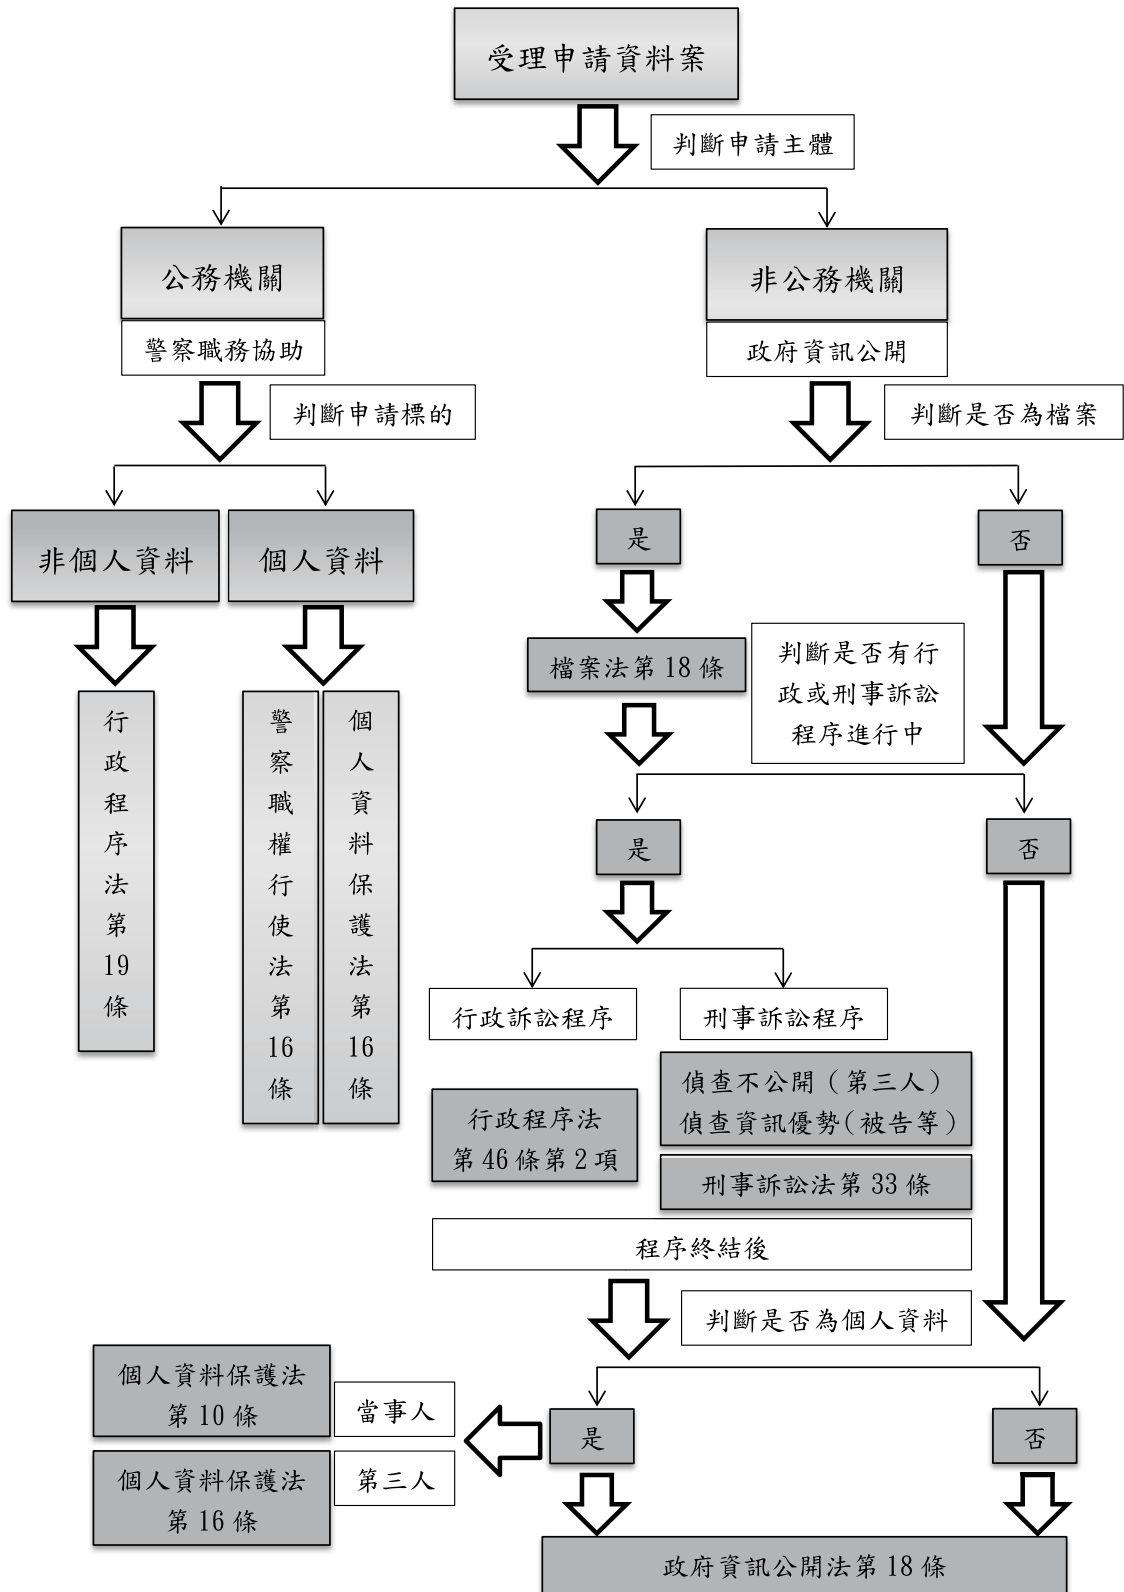 受理申請資料案
判斷申請主體
公務機關
警察職務協助
判斷申請標的
非個人資料
個人資料
行政程序法第19條
警察職權行使法第16條
個人資料保護法第16條
非公務機關
政府資訊公開
判斷是否為檔案
是
否
檔案法第 18 條
判斷是否有行
政或刑事訴訟
程序進行中
是
否
行政訴訟程序
刑事訴訟程序
行政程序法
第 46 條第 2 項
偵查不公開（第三人）
偵查資訊優勢(被告等)
刑事訴訟法第 33 條
程序終結後
判斷是否為個人資料
是
否
當事人
個人資料保護法
第 10 條
第三人
個人資料保護法
第 16 條
政府資訊公開法第 18 條